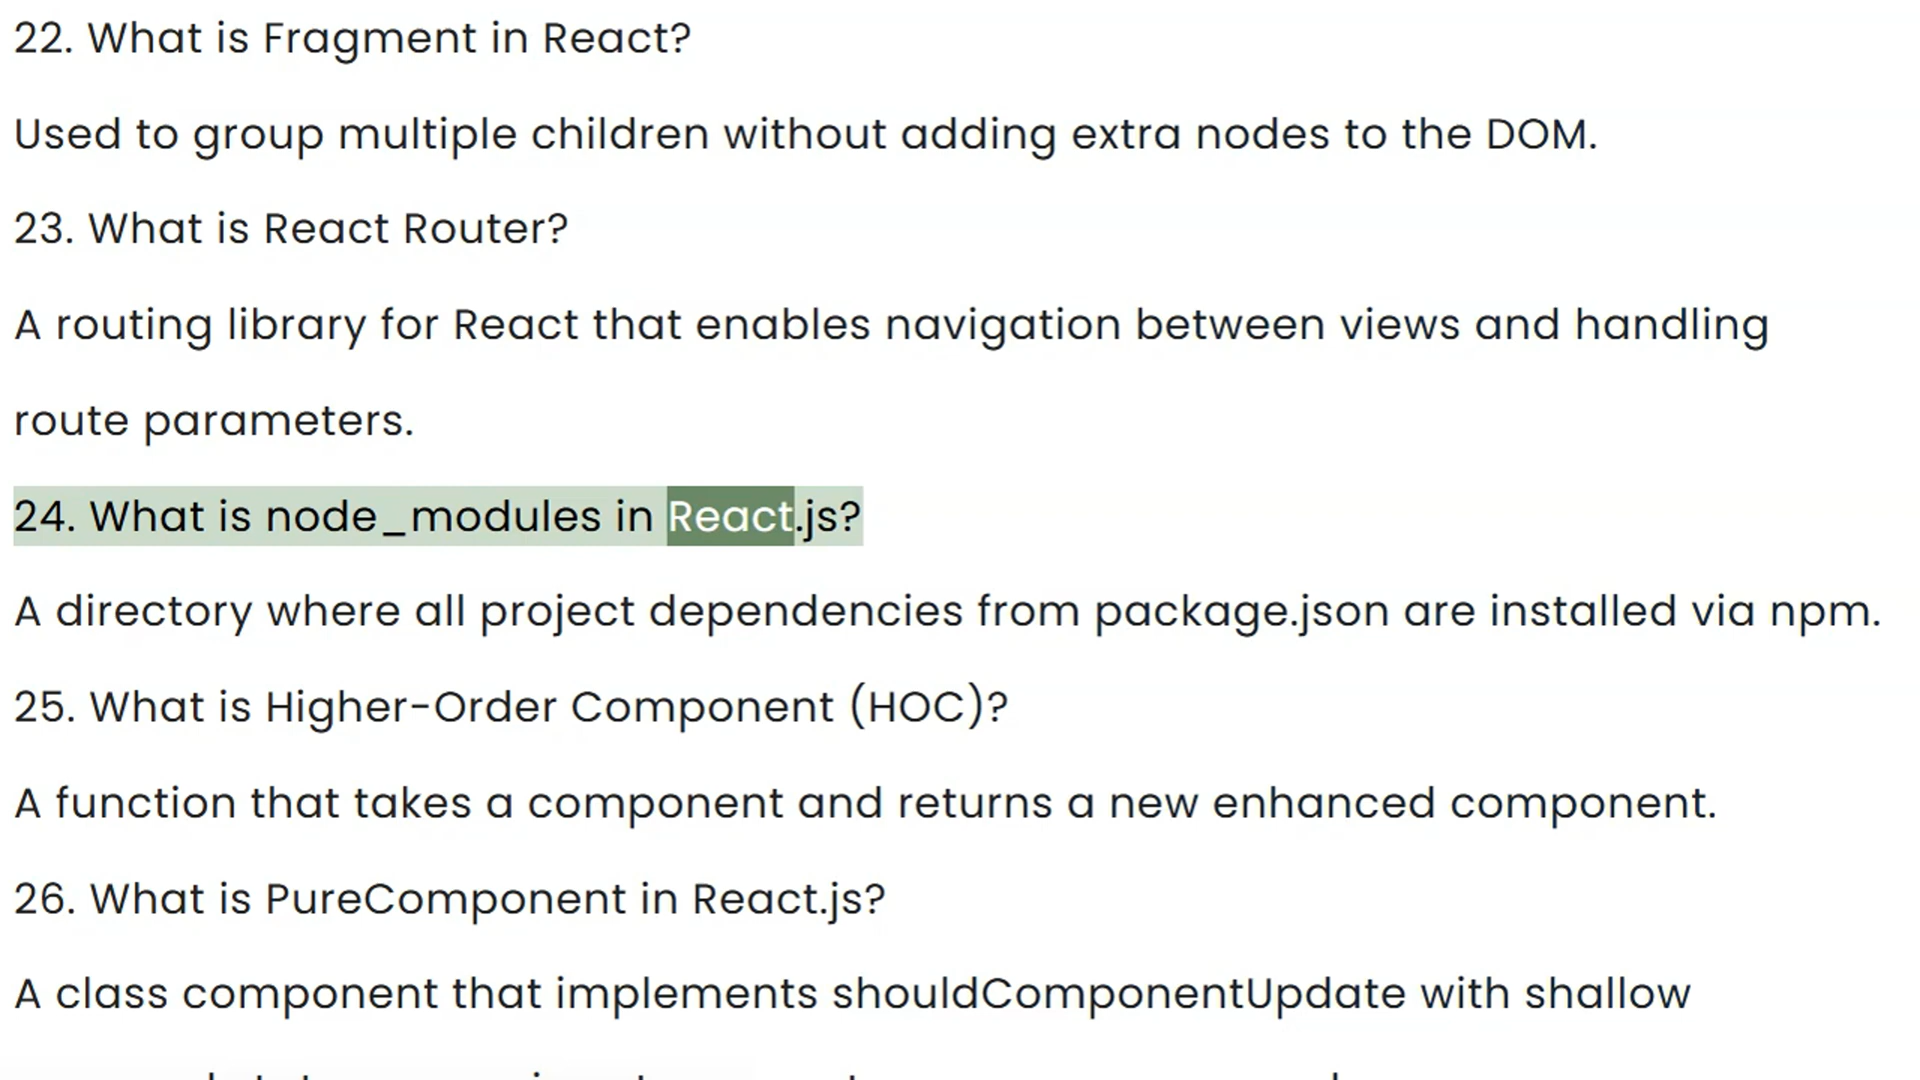 22. What is Fragment in React?
Used to group multiple children without adding extra nodes to the DOM.
23. What is React Router?
A routing library for React that enables navigation between views and handling
route parameters.
24. What is node_modules in React.js?
A directory where all project dependencies from package.json are installed via npm.
25. What is Higher-Order Component (HOC)?
A function that takes a component and returns a new enhanced component.
26. What is PureComponent in React.js?
A class component that implements shouldComponentUpdate with shallow